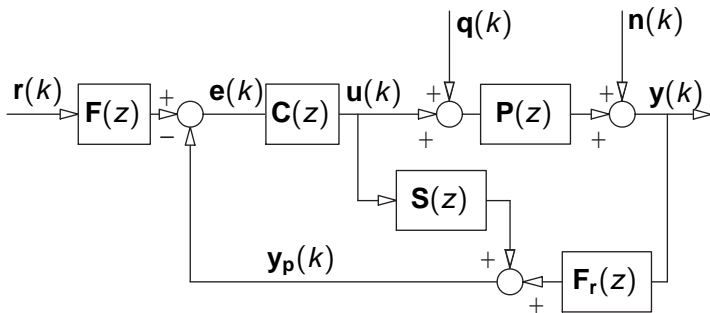 q(k)
n(k)
r(k)
F(z)
+
−
e(k)
C(z)
u(k)
+
+
P(z)
+
+
y(k)
S(z)
y_p(k)
+
+
F_r(z)